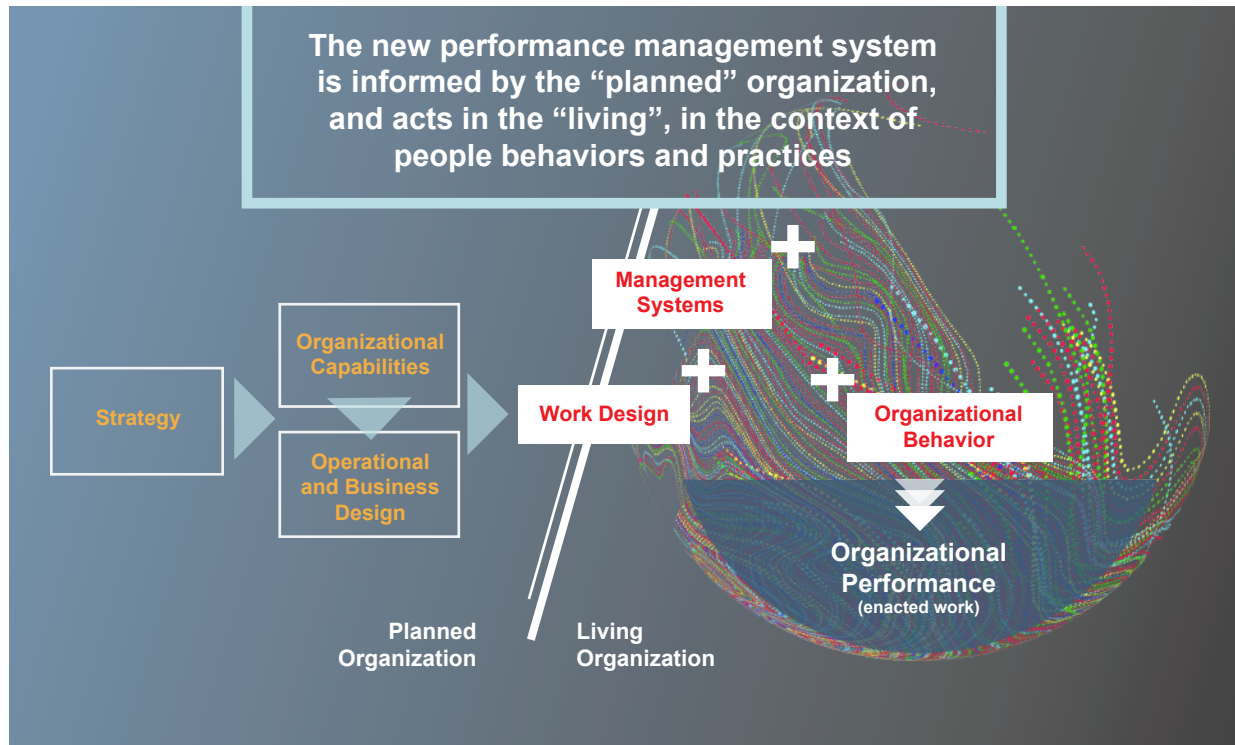 The new performance management system
is informed by the “planned” organization,
and acts in the “living”, in the context of
people behaviors and practices
Management
Systems
Organizational
Capabilities
Strategy
Work Design
Organizational
Behavior
Operational
and Business
Design
Organizational
Performance
(enacted work)
Planned
Organization
Living
Organization